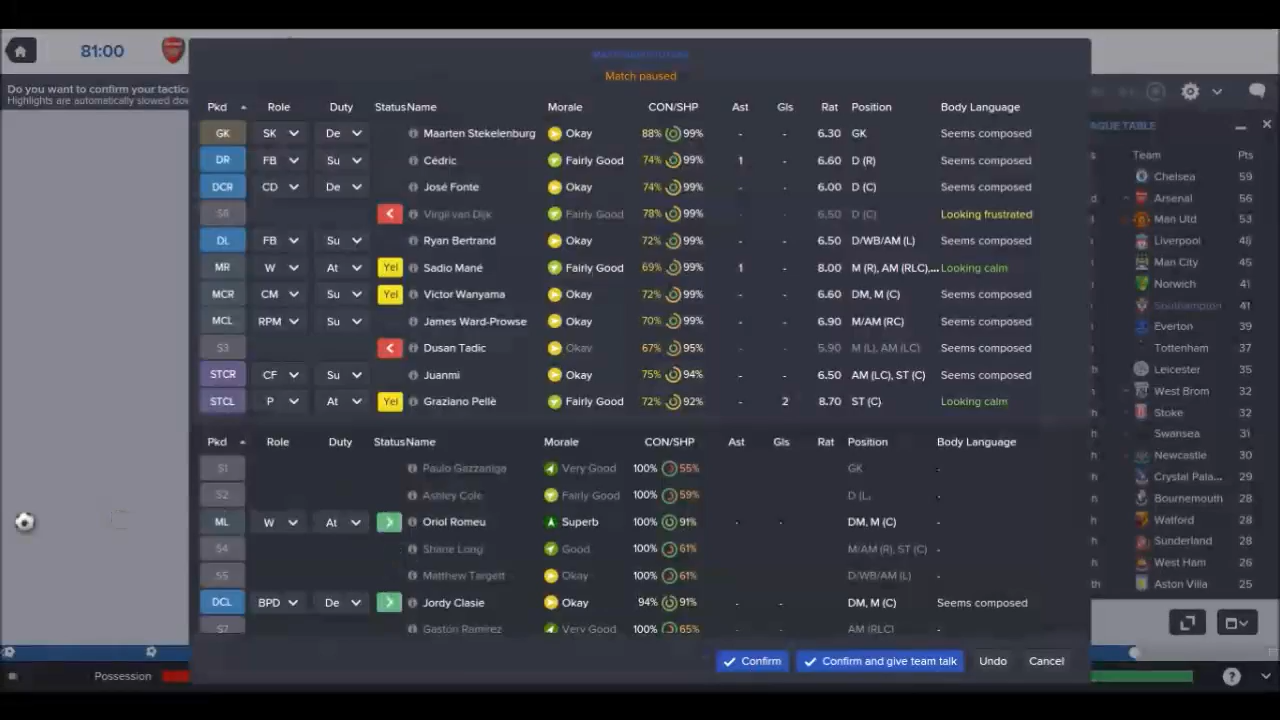 81:00
Match paused
Do you want to confirm your tactica
Highlights are automatically slowed dow
Pkd Role Duty Status Name Morale CON/SHP Ast Gls Rat Position Body Language
GK SK De Maarten Stekelenburg Okay 88% 99% - - 6.30 GK Seems composed
DR FB Su Cédric Fairly Good 74% 99% 1 - 6.60 D (R) Seems composed
DCR CD De José Fonte Okay 74% 99% - - 6.00 D (C) Seems composed
S6 Virgil van Dijk Fairly Good 78% 99% - - 6.50 D (C) Looking frustrated
DL FB Su Ryan Bertrand Okay 72% 99% - - 6.50 D/WB/AM (L) Seems composed
MR W At Yel Sadio Mané Fairly Good 69% 99% 1 - 8.00 M (R), AM (RLC),... Looking calm
MCR CM Su Yel Victor Wanyama Okay 72% 99% - - 6.60 DM, M (C) Seems composed
MCL RPM Su James Ward-Prowse Okay 70% 99% - - 6.90 M/AM (RC) Seems composed
S3 Dusan Tadic Okay 67% 95% - - 5.90 M (L), AM (LC) Seems composed
STCR CF Su Juanmi Okay 75% 94% - - 6.50 AM (LC), ST (C) Seems composed
STCL P At Yel Graziano Pellè Fairly Good 72% 92% - 2 8.70 ST (C) Looking calm
Pkd Role Duty Status Name Morale CON/SHP Ast Gls Rat Position Body Language
S1 Paulo Gazzaniga Very Good 100% 55% GK -
S2 Ashley Cole Fairly Good 100% 59% D (L, -
ML W At Oriol Romeu Superb 100% 91% - - DM, M (C) -
S4 Shane Long Good 100% 61% M/AM (R), ST (C) -
S5 Matthew Targett Okay 100% 61% D/WB/AM (L) -
DCL BPD De Jordy Clasie Okay 94% 91% - - DM, M (C) Seems composed
S7 Gastón Ramírez Very Good 100% 65% AM (RLC) -
Confirm Confirm and give team talk Undo Cancel
AGUE TABLE
Team Pts
Chelsea 59
Arsenal 56
Man Utd 53
Liverpool 48
Man City 45
Norwich 41
Southampton 41
Everton 39
Tottenham 37
Leicester 35
West Brom 32
Stoke 32
Swansea 31
Newcastle 30
Crystal Pala... 29
Bournemouth 28
Watford 28
Sunderland 28
West Ham 26
Aston Villa 25
Possession